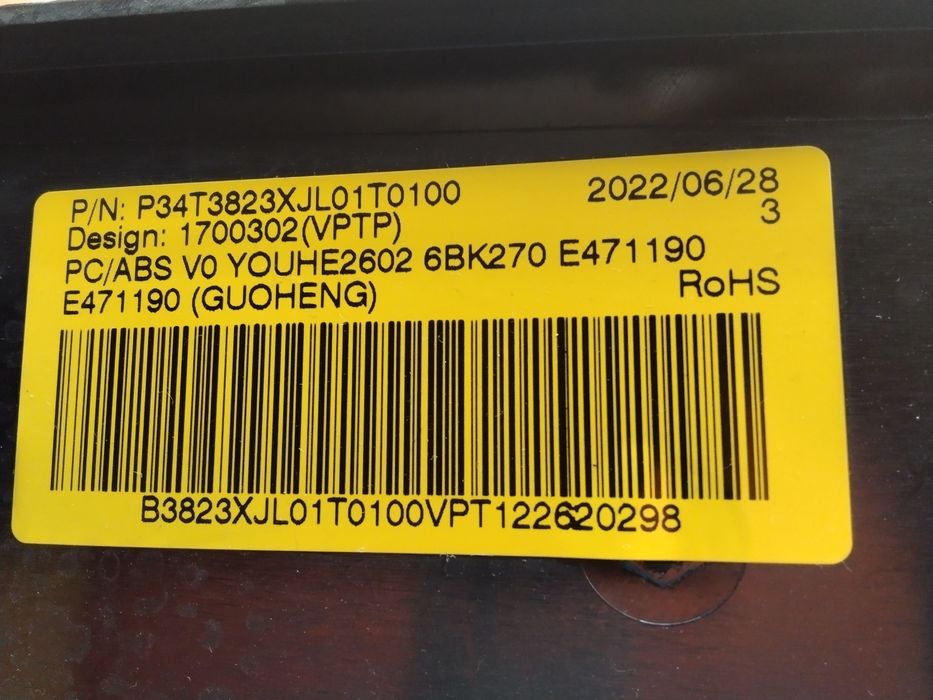 P/N: P34T3823XJL01T0100 2022/06/28
Design: 1700302(VPTP) 3
PC/ABS V0 YOUHE2602 6BK270 E471190
E471190 (GUOHENG) RoHS
B3823XJL01T0100VPT122620298